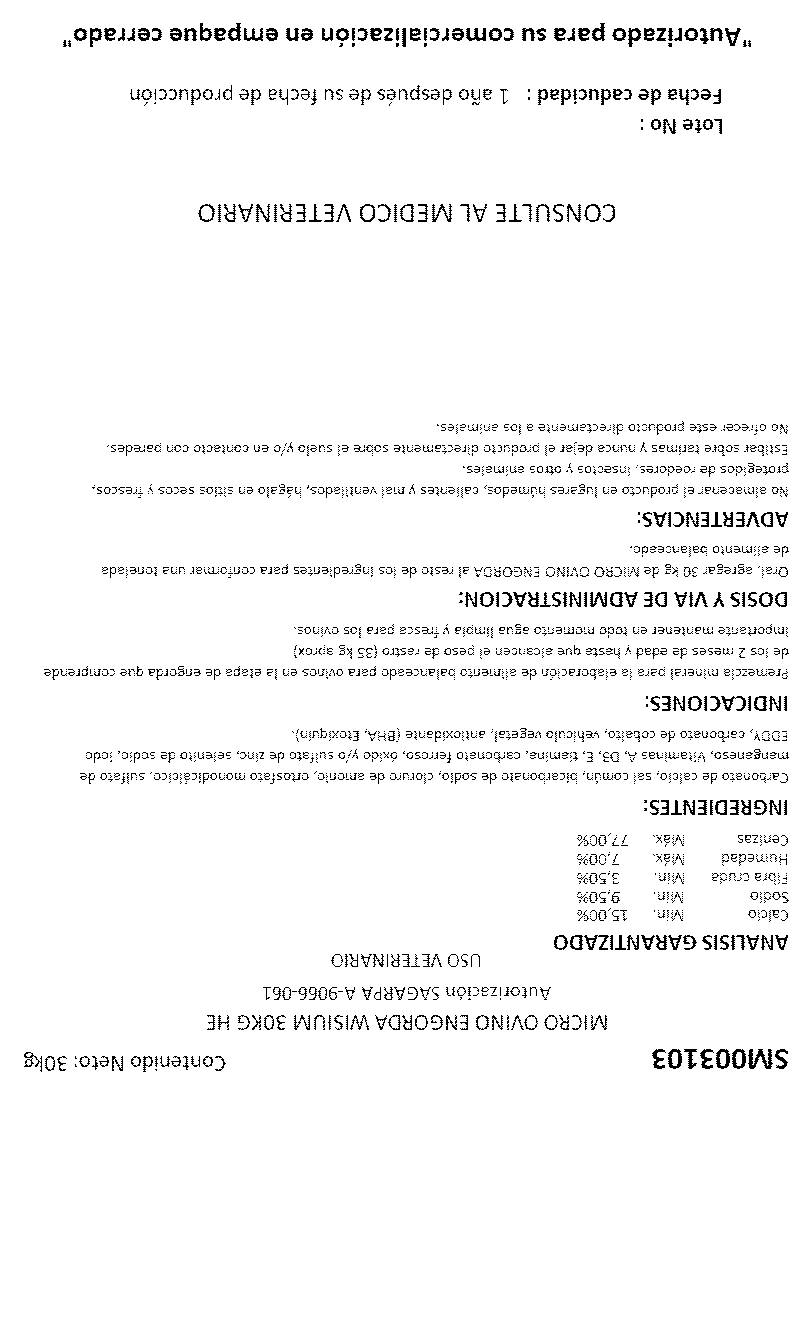 SM003103 Contenido Neto: 30kg
MICRO OVINO ENGORDA WISIUM 30KG HE
Autorización SAGARPA A-9066-061
USO VETERINARIO
ANALISIS GARANTIZADO
Calcio Min. 15,00%
Sodio Min. 9,50%
Fibra cruda Min. 3,50%
Humedad Máx. 7,00%
Cenizas Máx. 77,00%
INGREDIENTES:
Carbonato de calcio, sal común, bicarbonato de sodio, cloruro de amonio, ortosfato monodicálcico, sulfato de
manganeso, Vitaminas A, D3, E, tiamina, carbonato ferroso, óxido y/o sulfato de zinc, selenito de sodio, iodo
EDDY, carbonato de cobalto, vehiculo vegetal, antioxidante (BHA, Etoxiquin).
INDICACIONES:
Premezcla mineral para la elaboración de alimento balanceado para ovinos en la etapa de engorda que comprende
de los 2 meses de edad y hasta que alcancen el peso de rastro (35 kg aprox)
Importante mantener en todo momento agua limpia y fresca para los ovinos.
DOSIS Y VIA DE ADMINISTRACION:
Oral, agregar 30 kg de MICRO OVINO ENGORDA al resto de los ingredientes para conformar una tonelada
de alimento balanceado.
ADVERTENCIAS:
No almacenar el producto en lugares húmedos, calientes y mal ventilados, hágalo en sitios secos y frescos,
protegidos de roedores, insectos y otros animales.
Estibar sobre tarimas y nunca dejar el producto directamente sobre el suelo y/o en contacto con paredes.
No ofrecer este producto directamente a los animales.
CONSULTE AL MEDICO VETERINARIO
Lote No :
Fecha de caducidad : 1 año después de su fecha de producción
"Autorizado para su comercialización en empaque cerrado"